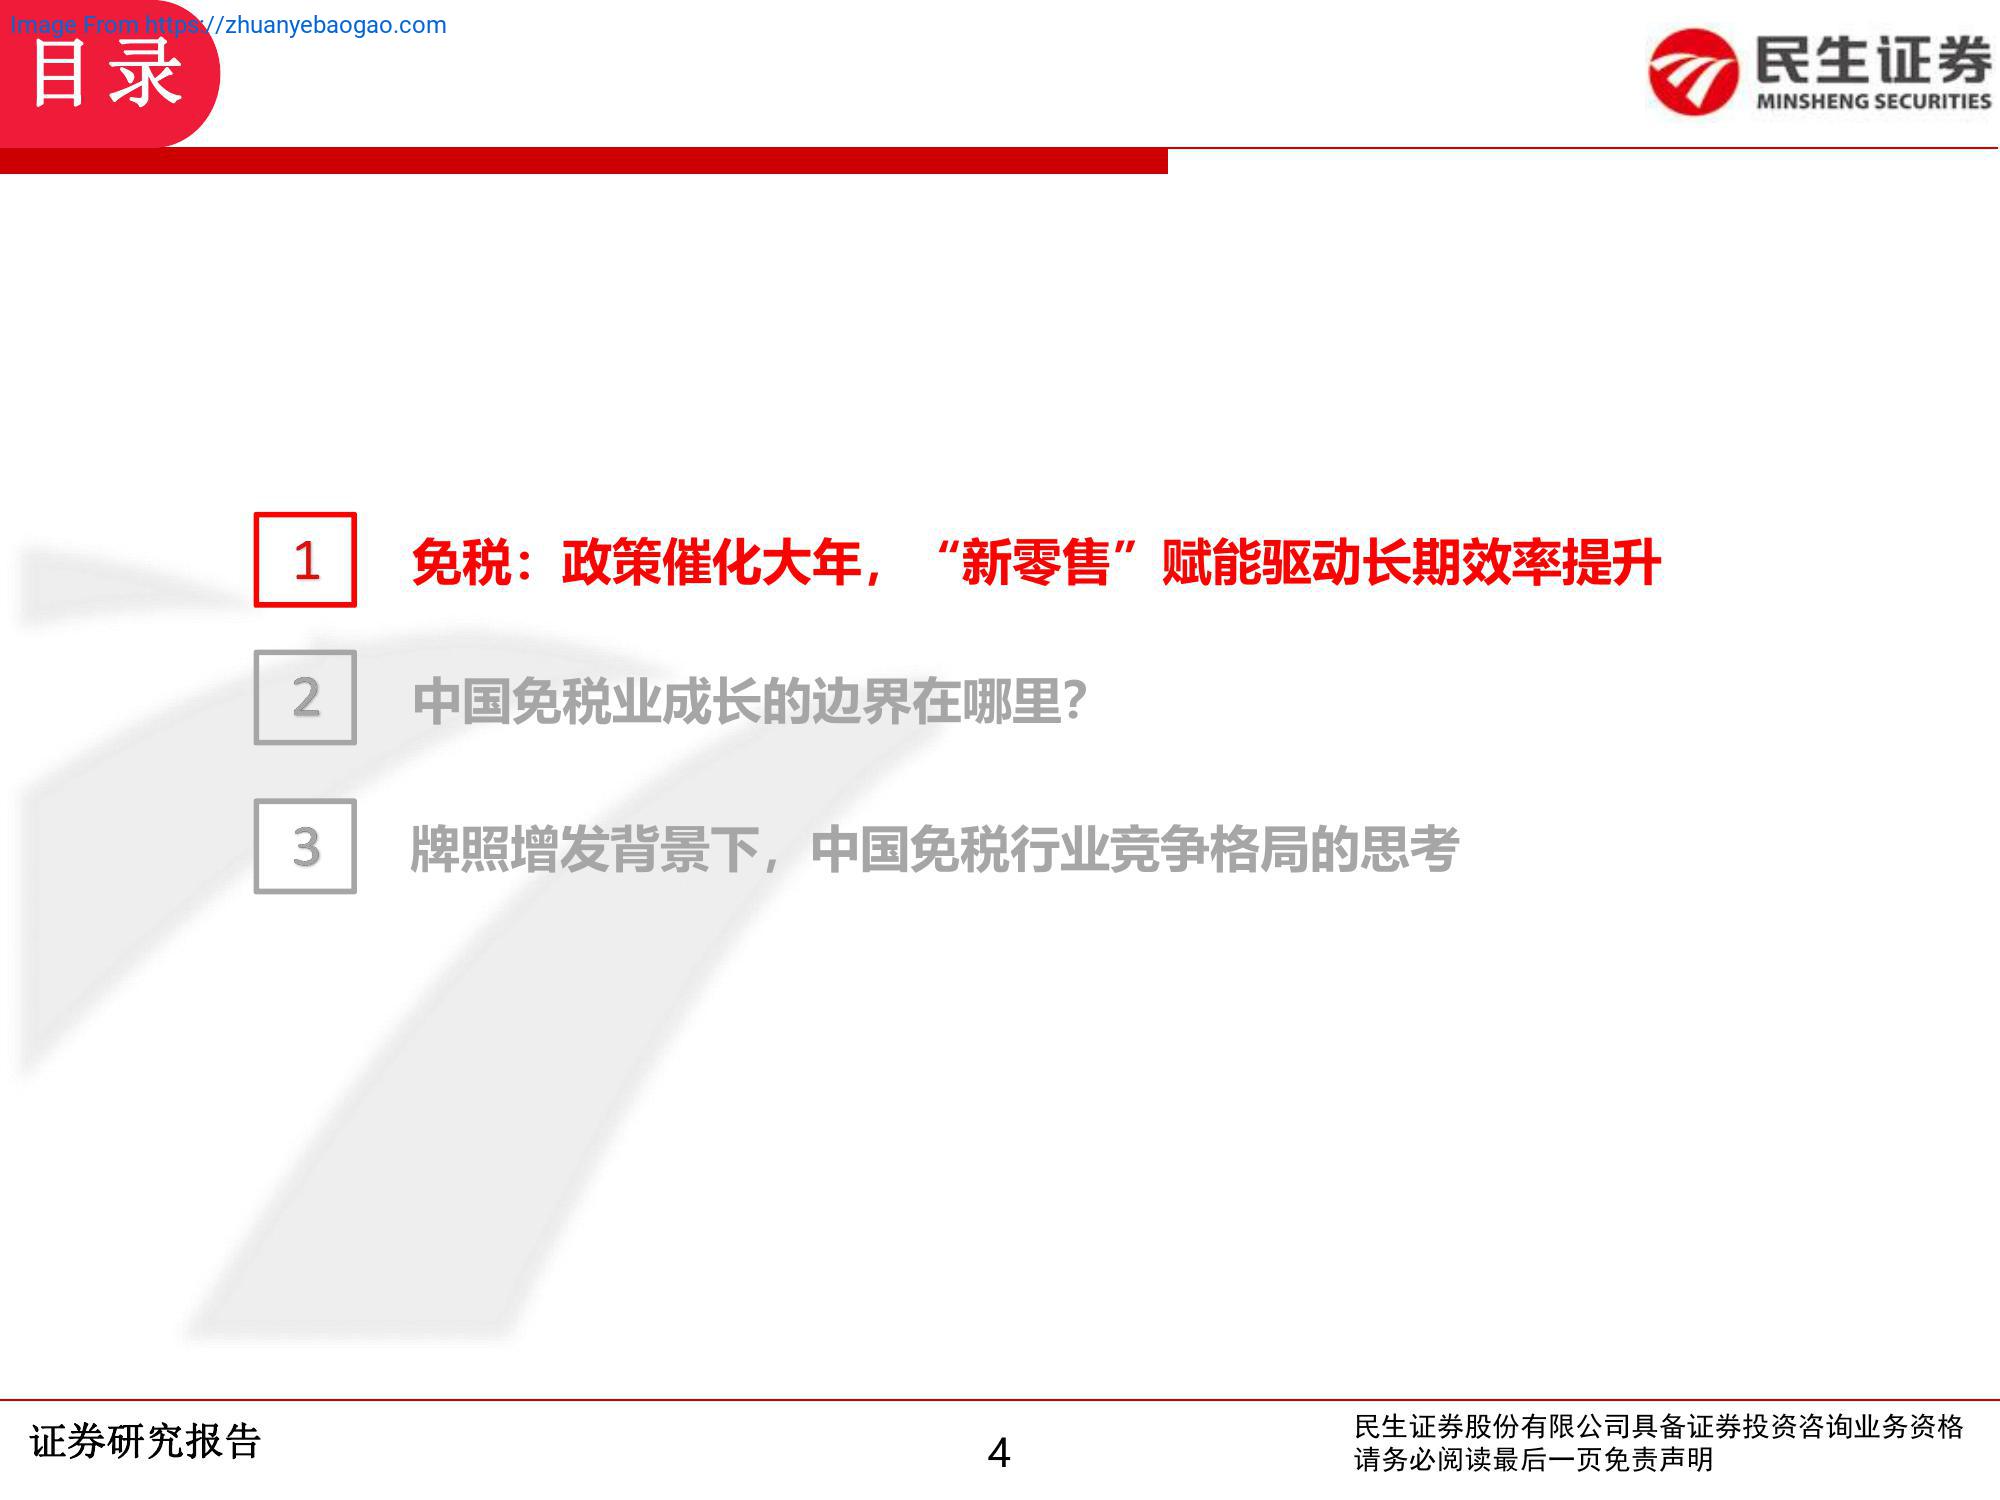 Image From https://zhuanyebaogao.com
目录
民生证券
MINSHENG SECURITIES
1 免税：政策催化大年，“新零售”赋能驱动长期效率提升
2 中国免税业成长的边界在哪里？
3 牌照增发背景下，中国免税行业竞争格局的思考
证券研究报告
4
民生证券股份有限公司具备证券投资咨询业务资格
请务必阅读最后一页免责声明